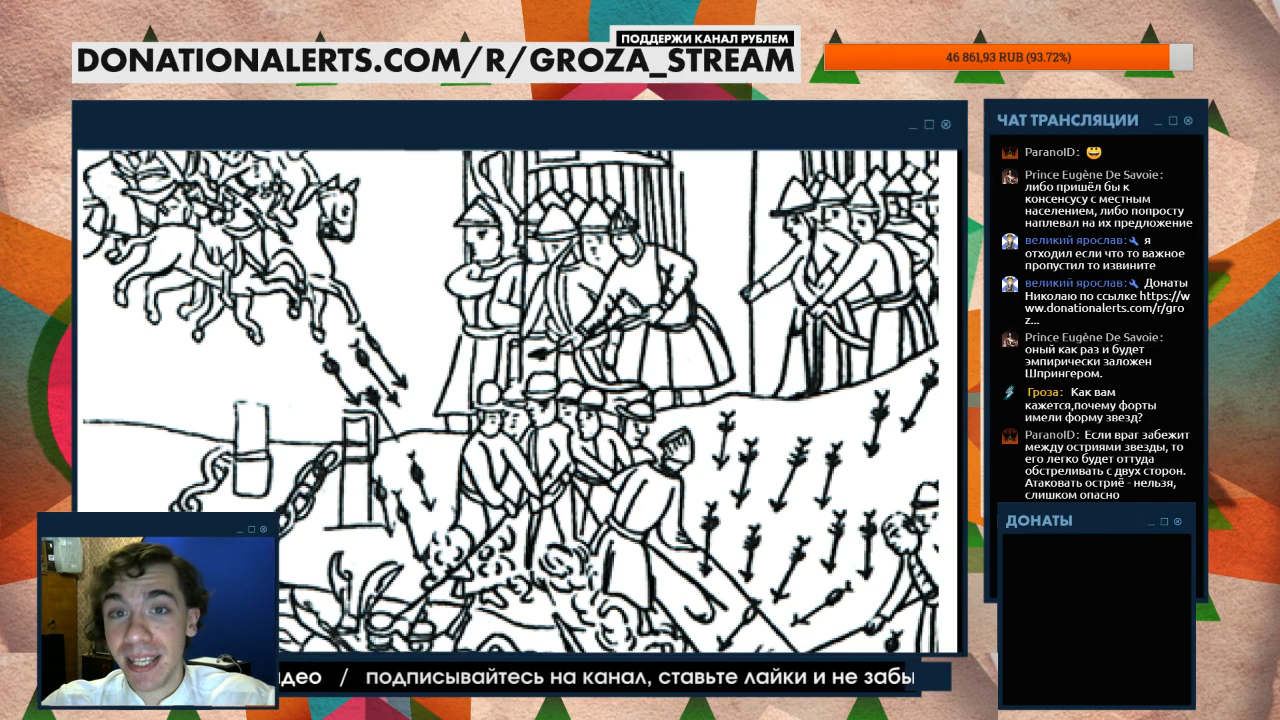 ПОДДЕРЖИ КАНАЛ РУБЛЕМ
DONATIONALERTS.COM/R/GROZA_STREAM
46 861,93 RUB (93.72%)
ЧАТ ТРАНСЛЯЦИИ
ParanoID:
Prince Eugène De Savoie:
либо пришёл бы к
консенсусу с местным
населением, либо попросту
наплевал на их предложение
великий ярослав: я
отходил если что то важное
пропустил то извините
великий ярослав: Донаты
Николаю по ссылке https://w
ww.donationalerts.com/r/gro
z...
Prince Eugène De Savoie:
оный как раз и будет
эмпирически заложен
Шпрингером.
Гроза: Как вам
кажется,почему форты
имели форму звезд?
ParanoID: Если враг забежит
между остриями звезды, то
его легко будет оттуда
обстреливать с двух сторон.
Атаковать остриё - нельзя,
слишком опасно
ДОНАТЫ
део / подписывайтесь на канал, ставьте лайки и не забы